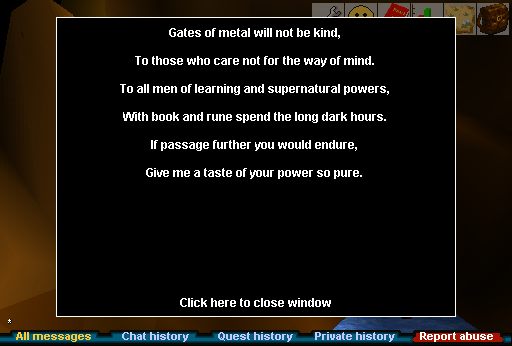 Gates of metal will not be kind,
To those who care not for the way of mind.
To all men of learning and supernatural powers,
With book and rune spend the long dark hours.
If passage further you would endure,
Give me a taste of your power so pure.
Click here to close window
*
All messages Chat history Quest history Private history Report abuse